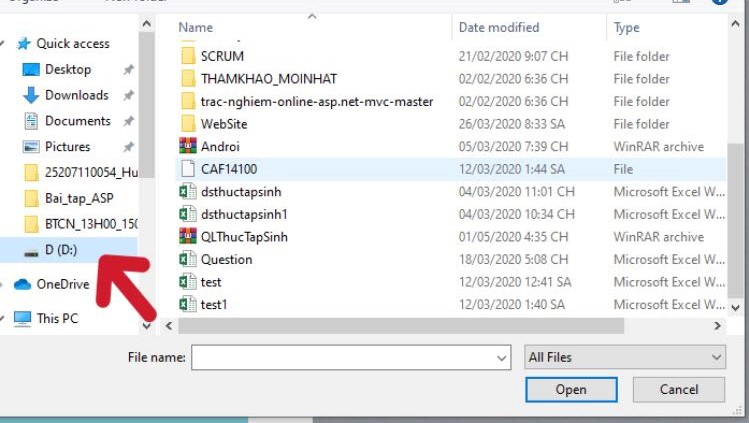 Name Date modified Type
Quick access
Desktop
Downloads
Documents
Pictures
25207110054_Hu
Bai_tap_ASP
BTCN_13H00_150
D (D:)
OneDrive
This PC
SCRUM 21/02/2020 9:07 CH File folder
THAMKHAO_MOINHAT 02/02/2020 6:36 CH File folder
trac-nghiem-online-asp.net-mvc-master 02/02/2020 6:36 CH File folder
WebSite 26/03/2020 8:33 SA File folder
Androi 05/03/2020 7:39 CH WinRAR archive
CAF14100 12/03/2020 1:44 SA File
dsthuctapsinh 04/03/2020 11:01 CH Microsoft Excel W...
dsthuctapsinh1 04/03/2020 10:34 CH Microsoft Excel W...
QLThucTapSinh 01/05/2020 4:35 CH WinRAR archive
Question 18/03/2020 5:08 CH Microsoft Excel W...
test 12/03/2020 12:41 SA Microsoft Excel W...
test1 12/03/2020 1:40 SA Microsoft Excel W...
File name: All Files
Open Cancel